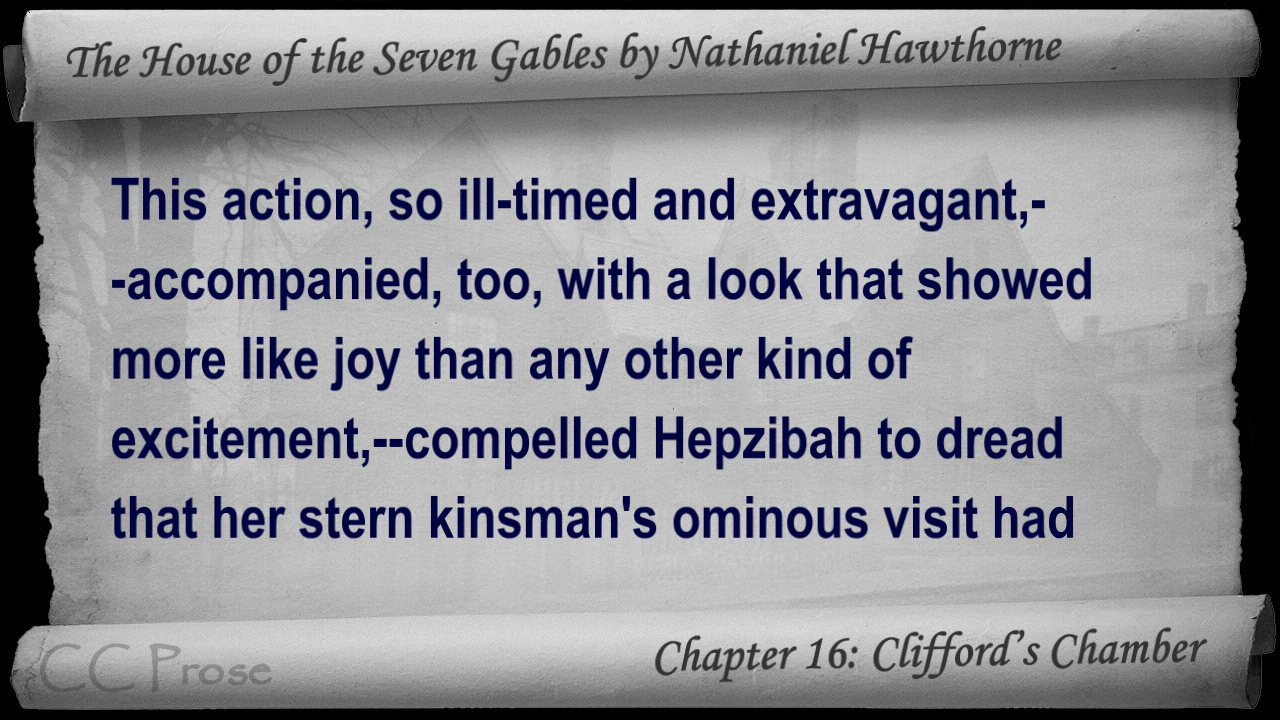 The House of the Seven Gables by Nathaniel Hawthorne
This action, so ill-timed and extravagant,-
-accompanied, too, with a look that showed
more like joy than any other kind of
excitement,--compelled Hepzibah to dread
that her stern kinsman's ominous visit had
CC Prose
Chapter 16: Clifford’s Chamber